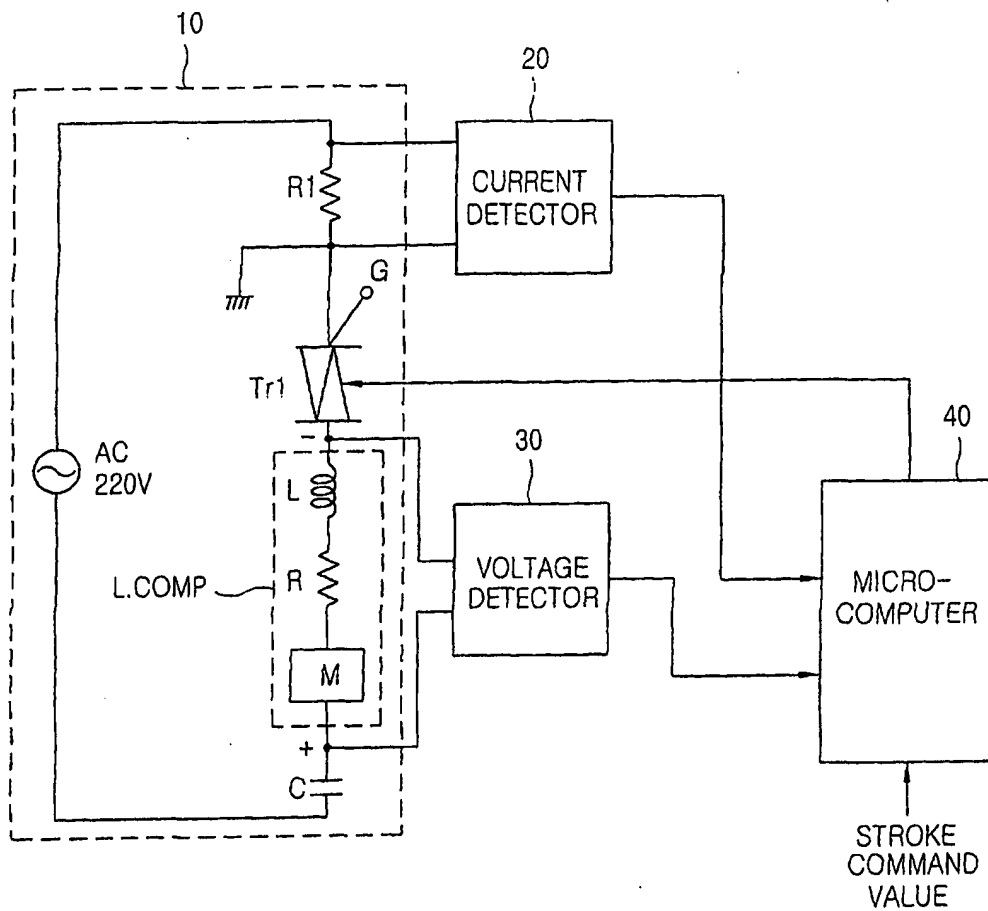 10
20
R1
CURRENT
DETECTOR
G
Tr1
40
-
30
AC
220V
L
L.COMP
R
VOLTAGE
DETECTOR
MICRO-
COMPUTER
M
+
C
STROKE
COMMAND
VALUE